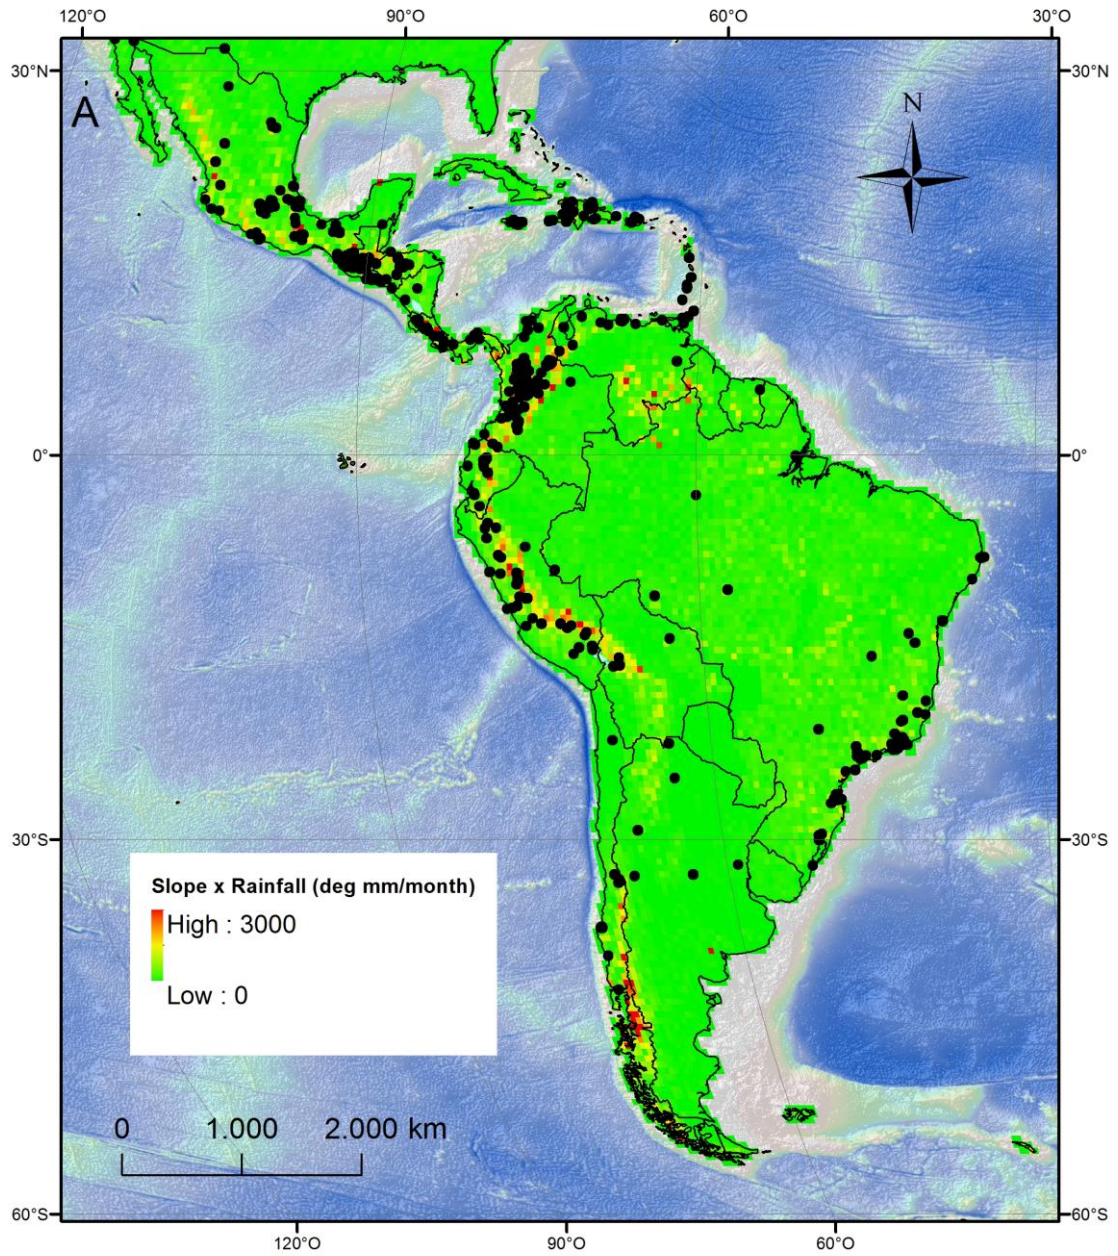 120°O 90°O 60°O 30°O
30°N 30°N
A N
0° 0°
30°S 30°S
Slope x Rainfall (deg mm/month)
High : 3000
Low : 0
0 1.000 2.000 km
60°S 60°S
120°O 90°O 60°O